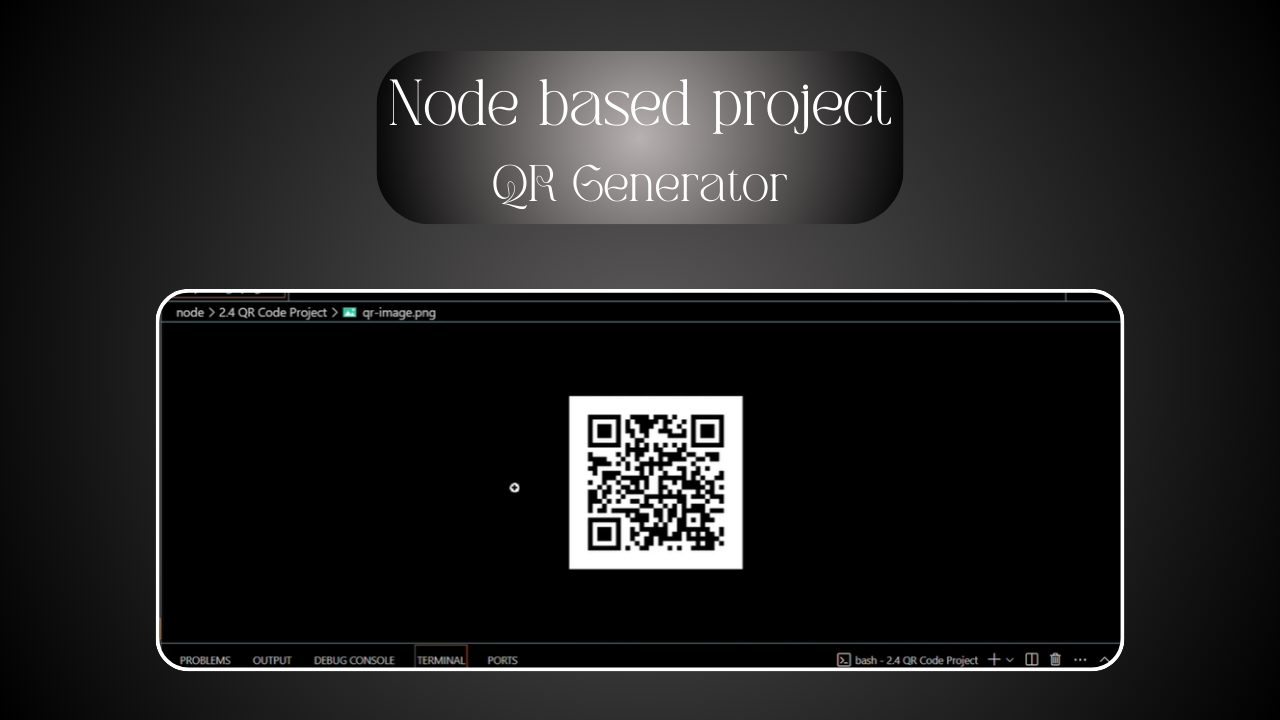 Node based project
QR Generator
node > 2.4 QR Code Project > qr-image.png
PROBLEMS OUTPUT DEBUG CONSOLE TERMINAL PORTS bash - 2.4 QR Code Project